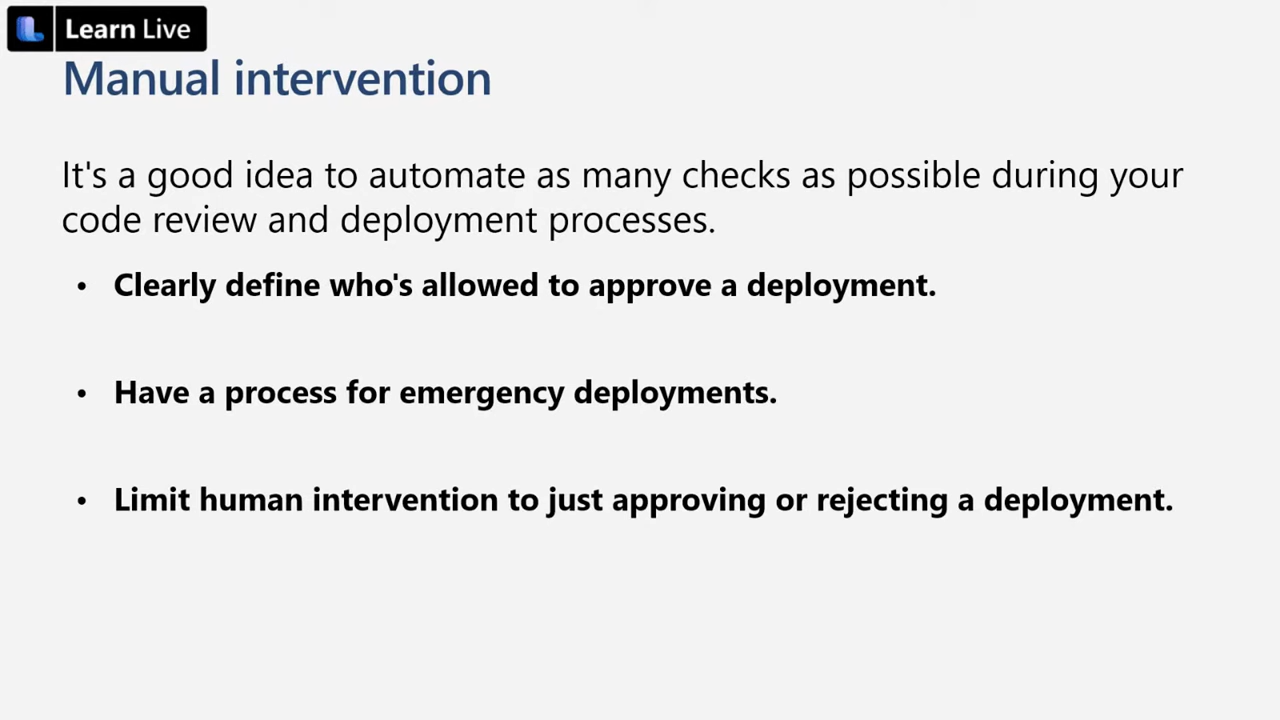 Learn Live
Manual intervention
It's a good idea to automate as many checks as possible during your
code review and deployment processes.
• Clearly define who's allowed to approve a deployment.
• Have a process for emergency deployments.
• Limit human intervention to just approving or rejecting a deployment.